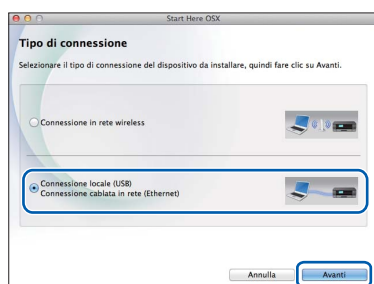 Start Here OSX
Tipo di connessione
Selezionare il tipo di connessione del dispositivo da installare, quindi fare clic su Avanti.
Connessione in rete wireless
Connessione locale (USB)
Connessione cablata in rete (Ethernet)
Annulla
Avanti